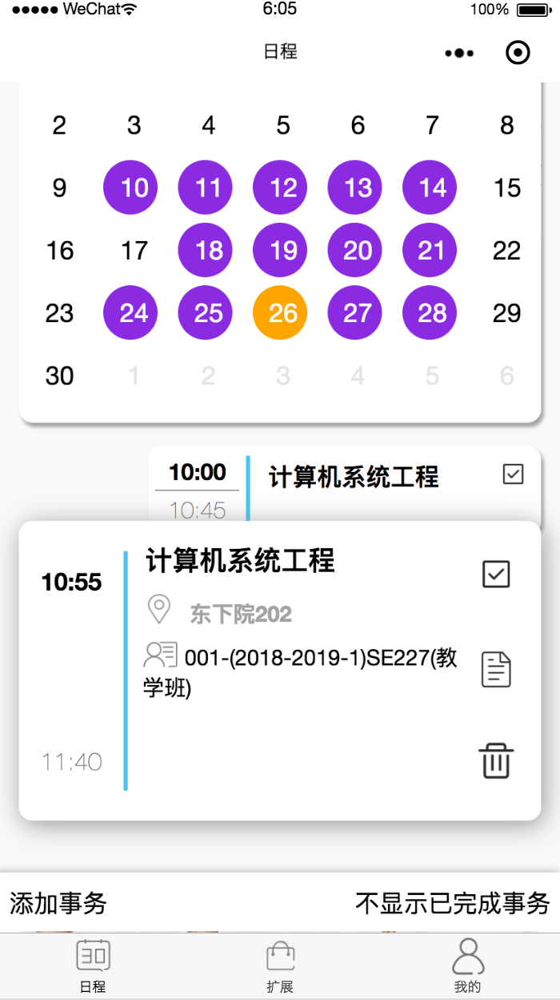 WeChat 6:05 100%
日程
2 3 4 5 6 7 8
9 10 11 12 13 14 15
16 17 18 19 20 21 22
23 24 25 26 27 28 29
30 1 2 3 4 5 6
10:00 计算机系统工程
10:45
计算机系统工程
10:55
东下院202
001-(2018-2019-1)SE227(教
学班)
11:40
添加事务 不显示已完成事务
30
日程 扩展 我的